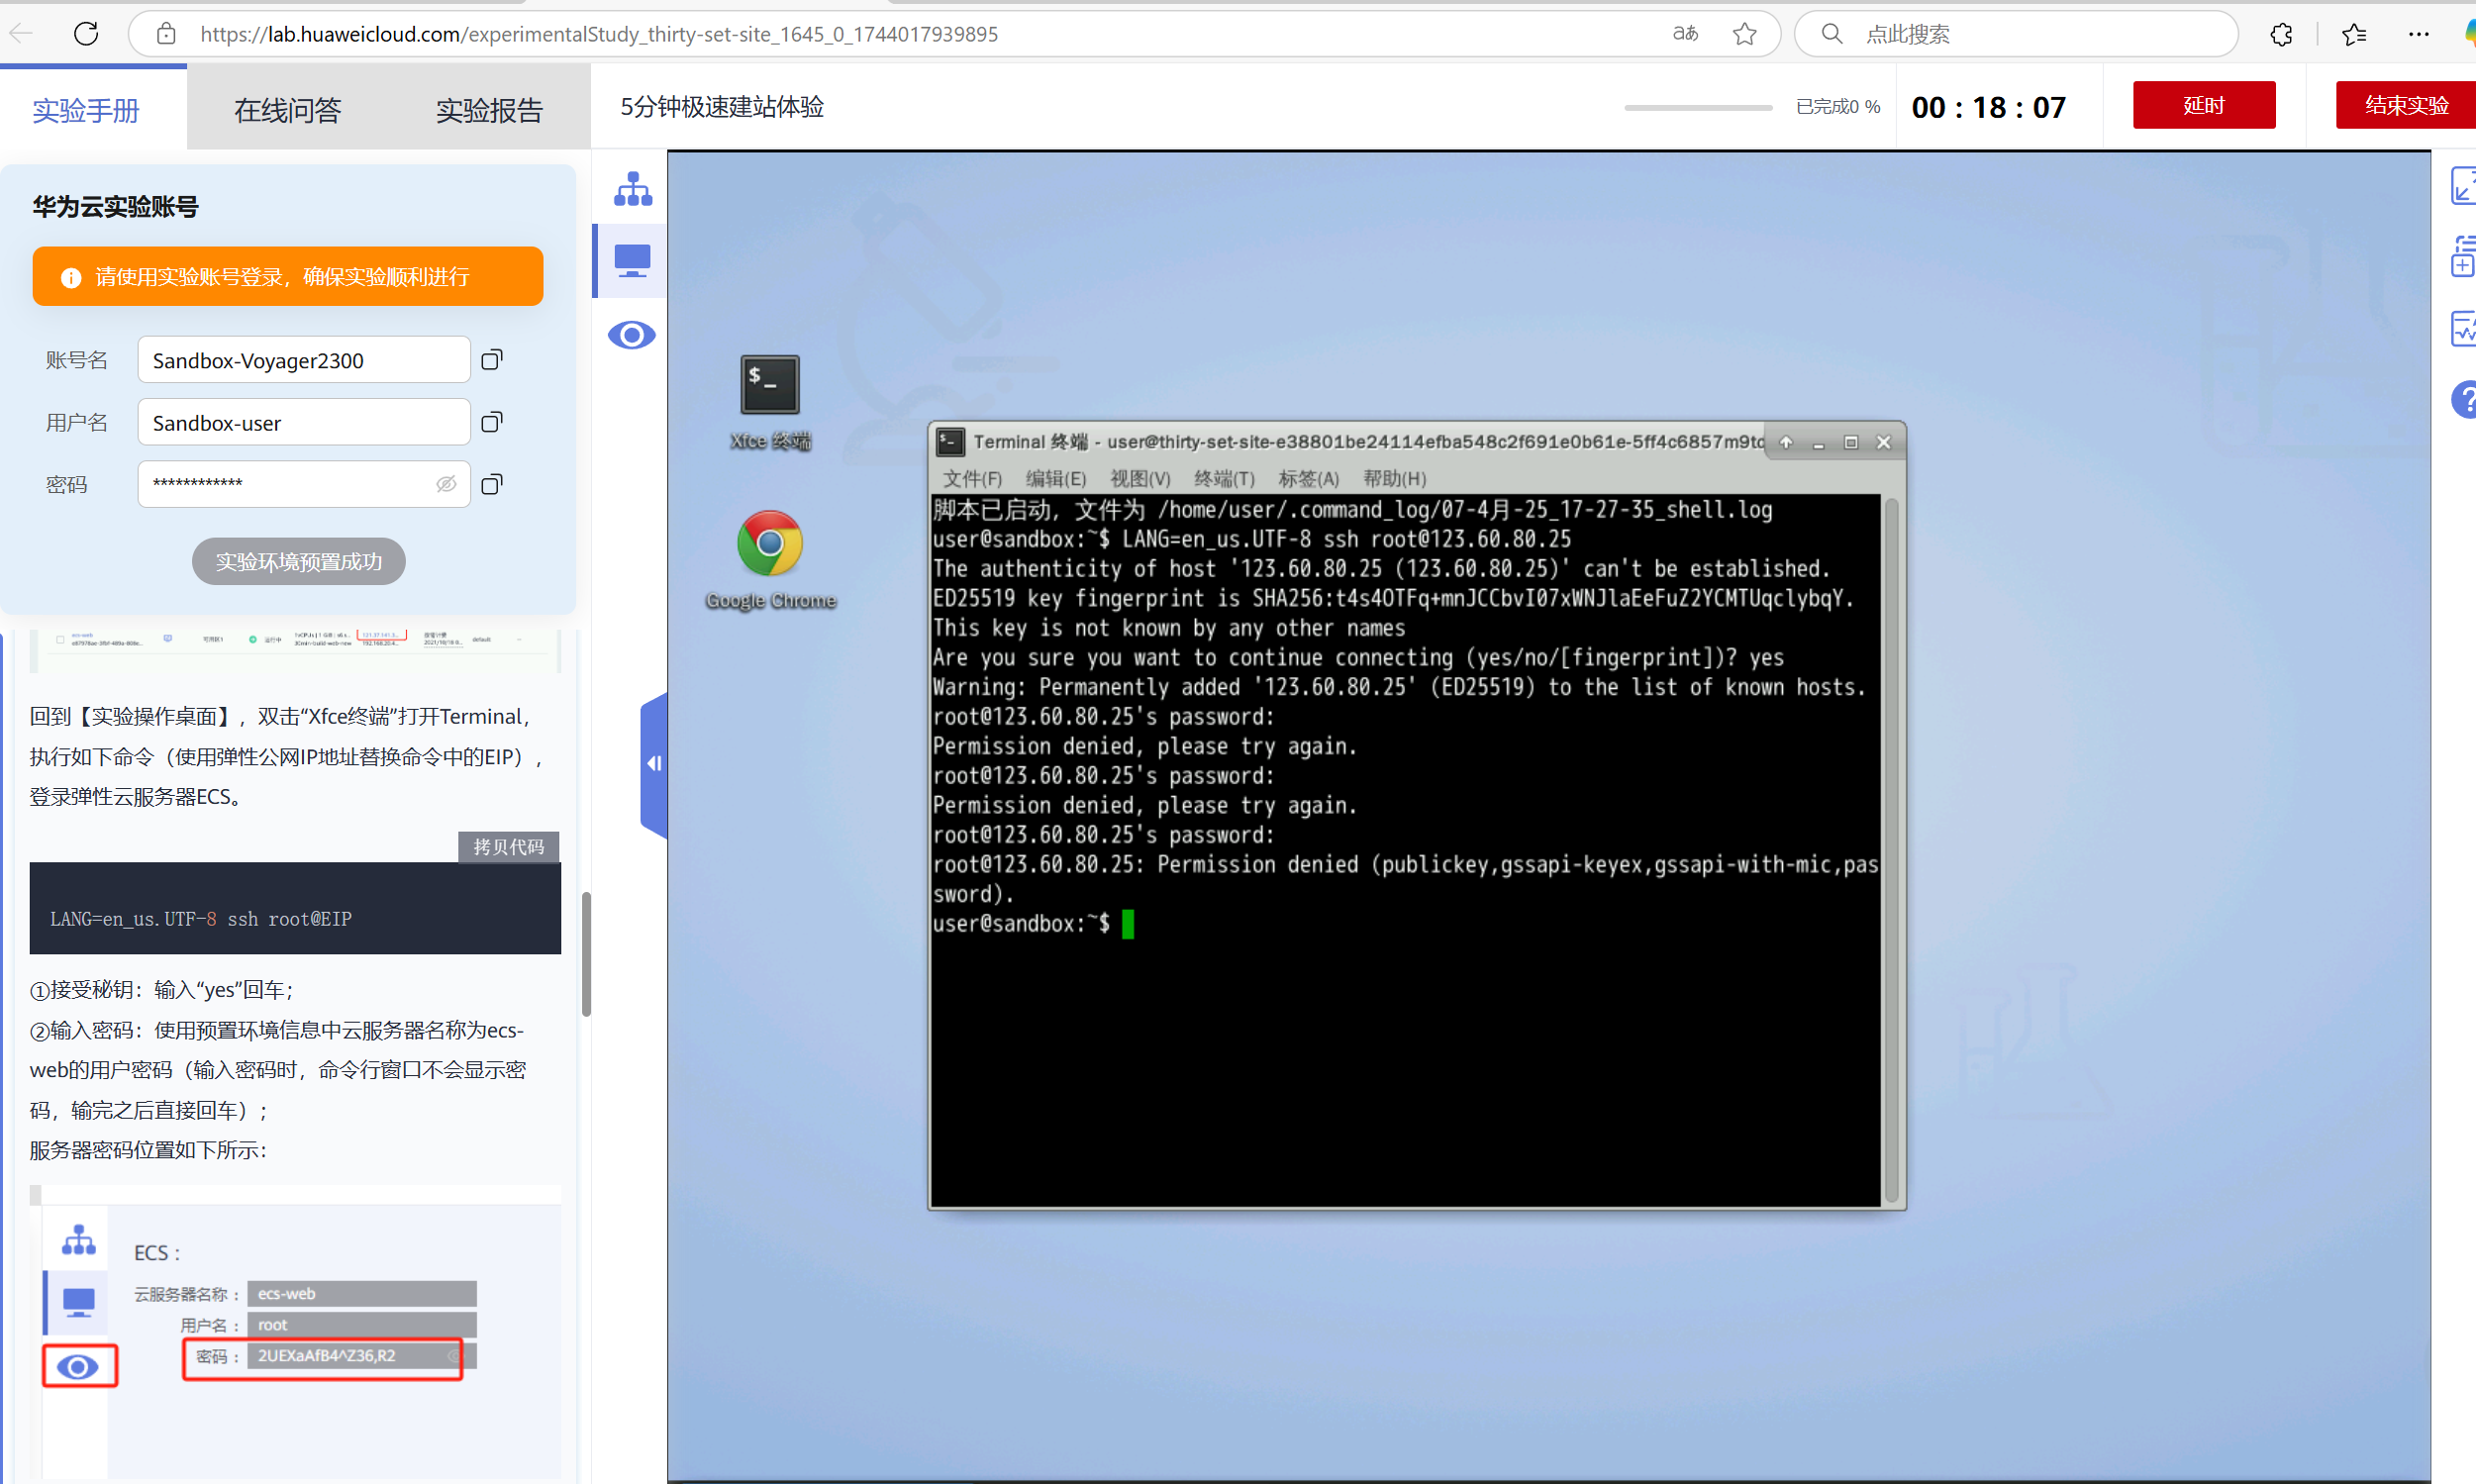 https://lab.huaweicloud.com/experimentalStudy_thirty-set-site_1645_0_1744017939895
aあ
点此搜索
实验手册
在线问答
实验报告
5分钟极速建站体验
已完成0 %
00 : 18 : 07
延时
结束实验
华为云实验账号
请使用实验账号登录，确保实验顺利进行
账号名
Sandbox-Voyager2300
用户名
Sandbox-user
密码
************
实验环境预置成功
ecs-web
可用区1
运行中
default
回到【实验操作桌面】，双击“Xfce终端”打开Terminal，
执行如下命令（使用弹性公网IP地址替换命令中的EIP），
登录弹性云服务器ECS。
拷贝代码
LANG=en_us.UTF-8 ssh root@EIP
①接受秘钥：输入“yes”回车；
②输入密码：使用预置环境信息中云服务器名称为ecs-
web的用户密码（输入密码时，命令行窗口不会显示密
码，输完之后直接回车）；
服务器密码位置如下所示：
ECS :
云服务器名称 : ecs-web
用户名 : root
密码 : 2UEXaAfB4^Z36,R2
$_
Xfce 终端
Google Chrome
Terminal 终端 - user@thirty-set-site-e38801be24114efba548c2f691e0b61e-5ff4c6857m9tc
文件(F) 编辑(E) 视图(V) 终端(T) 标签(A) 帮助(H)
脚本已启动, 文件为 /home/user/.command_log/07-4月-25_17-27-35_shell.log
user@sandbox:~$ LANG=en_us.UTF-8 ssh root@123.60.80.25
The authenticity of host '123.60.80.25 (123.60.80.25)' can't be established.
ED25519 key fingerprint is SHA256:t4s4OTFq+mnJCCbvI07xWNJlaEeFuZ2YCMTUqclybqY.
This key is not known by any other names
Are you sure you want to continue connecting (yes/no/[fingerprint])? yes
Warning: Permanently added '123.60.80.25' (ED25519) to the list of known hosts.
root@123.60.80.25's password:
Permission denied, please try again.
root@123.60.80.25's password:
Permission denied, please try again.
root@123.60.80.25's password:
root@123.60.80.25: Permission denied (publickey,gssapi-keyex,gssapi-with-mic,pas
sword).
user@sandbox:~$